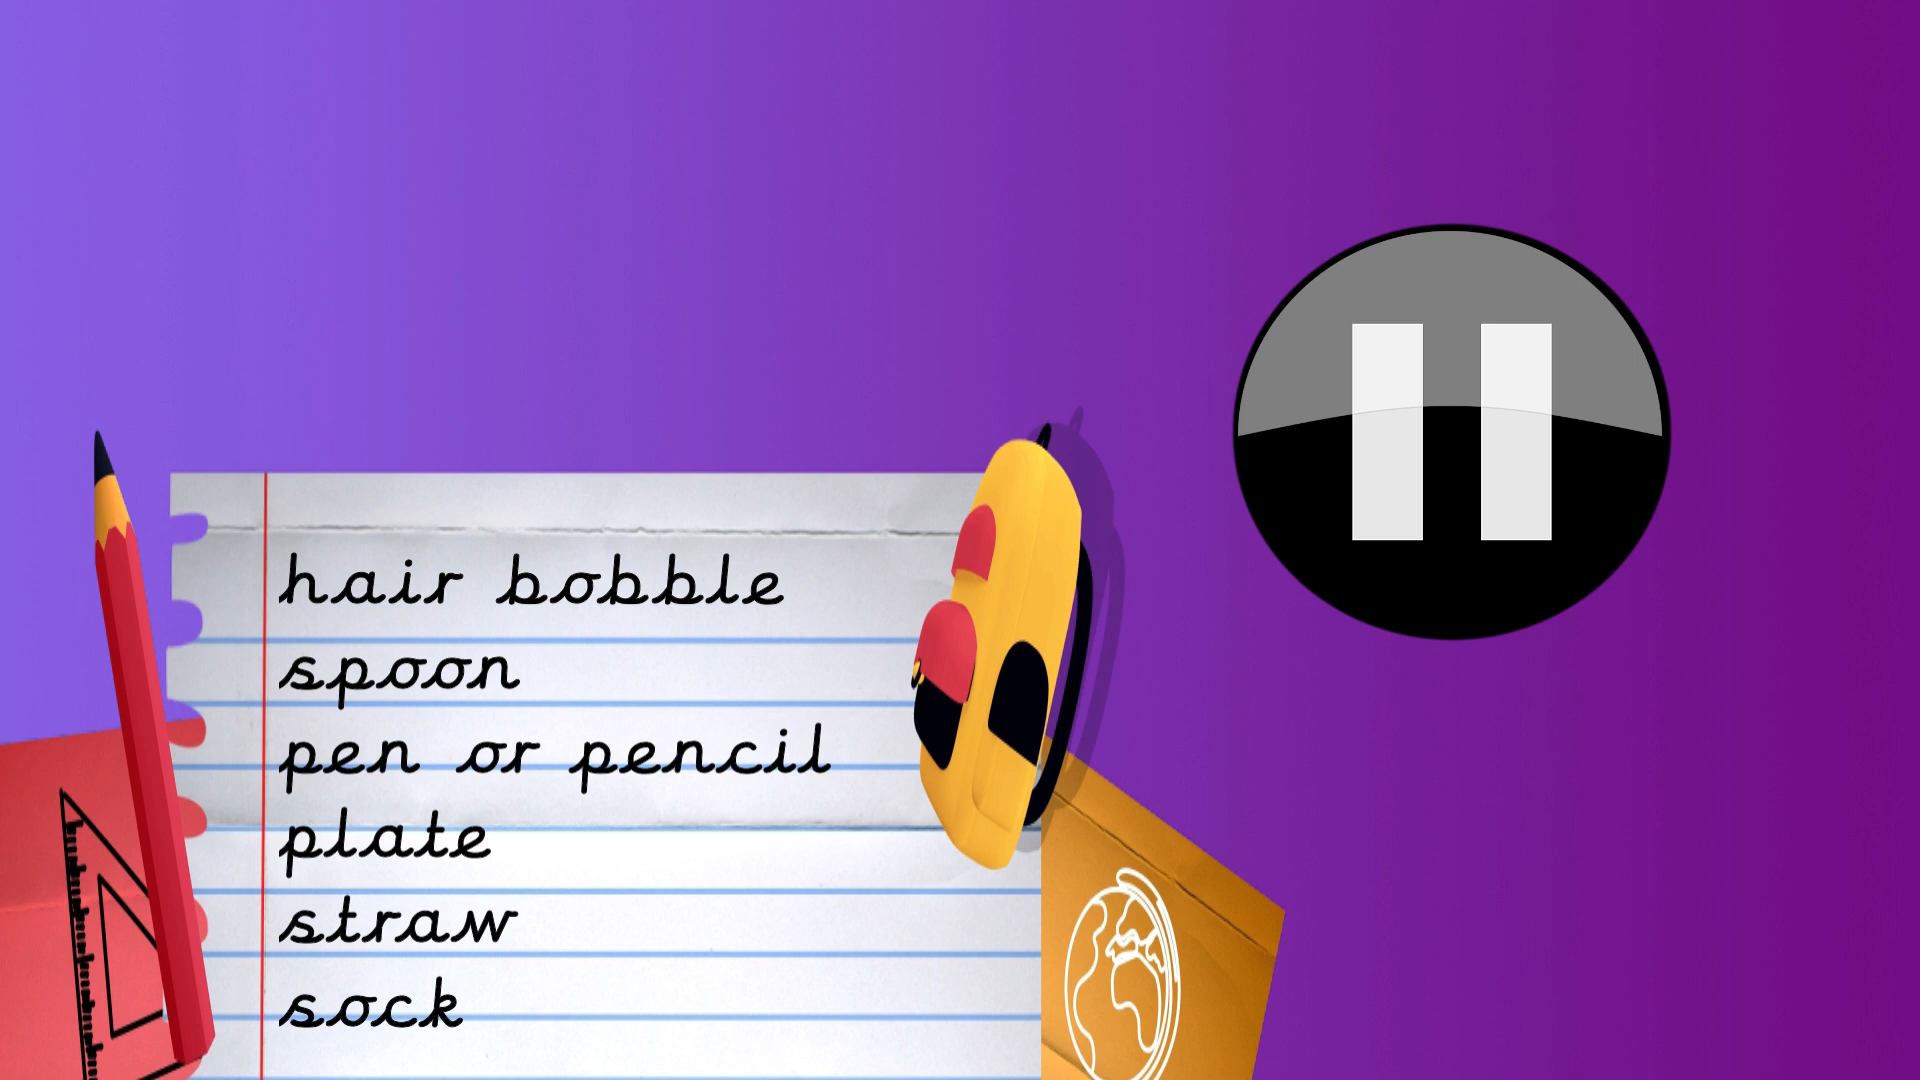 hair bobble
spoon
pen or pencil
plate
straw
sock